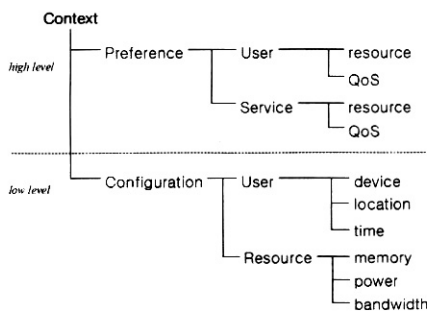 Context
high level
Preference User resource
QoS
Service resource
QoS
low level
Configuration User device
location
time
Resource memory
power
bandwidth